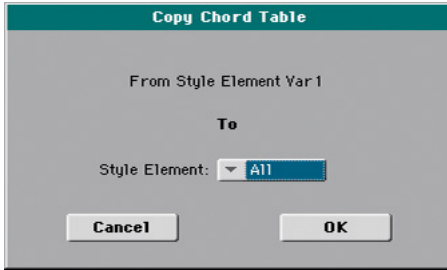 Copy Chord Table
From Style Element Var1
To
Style Element: All
Cancel OK